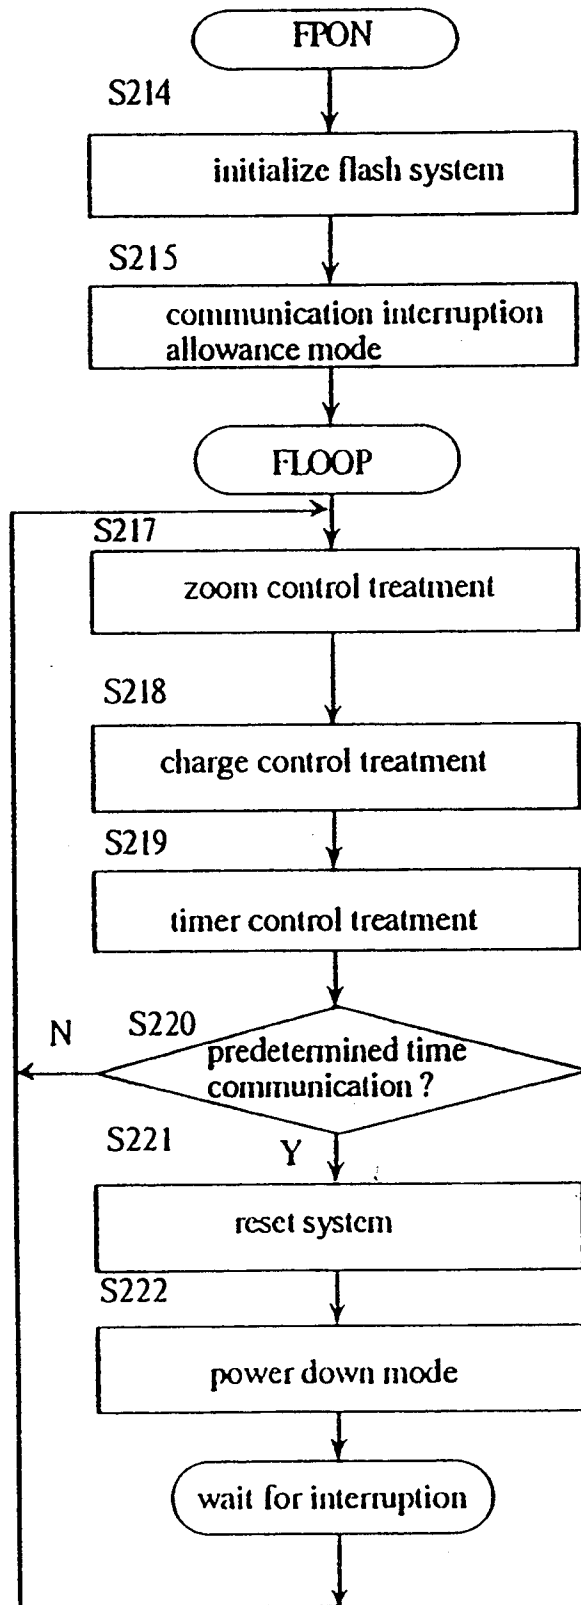 FPON
S214
initialize flash system
S215
communication interruption
allowance mode
FLOOP
S217
zoom control treatment
S218
charge control treatment
S219
timer control treatment
S220
N
predetermined time
communication ?
S221
Y
reset system
S222
power down mode
wait for interruption